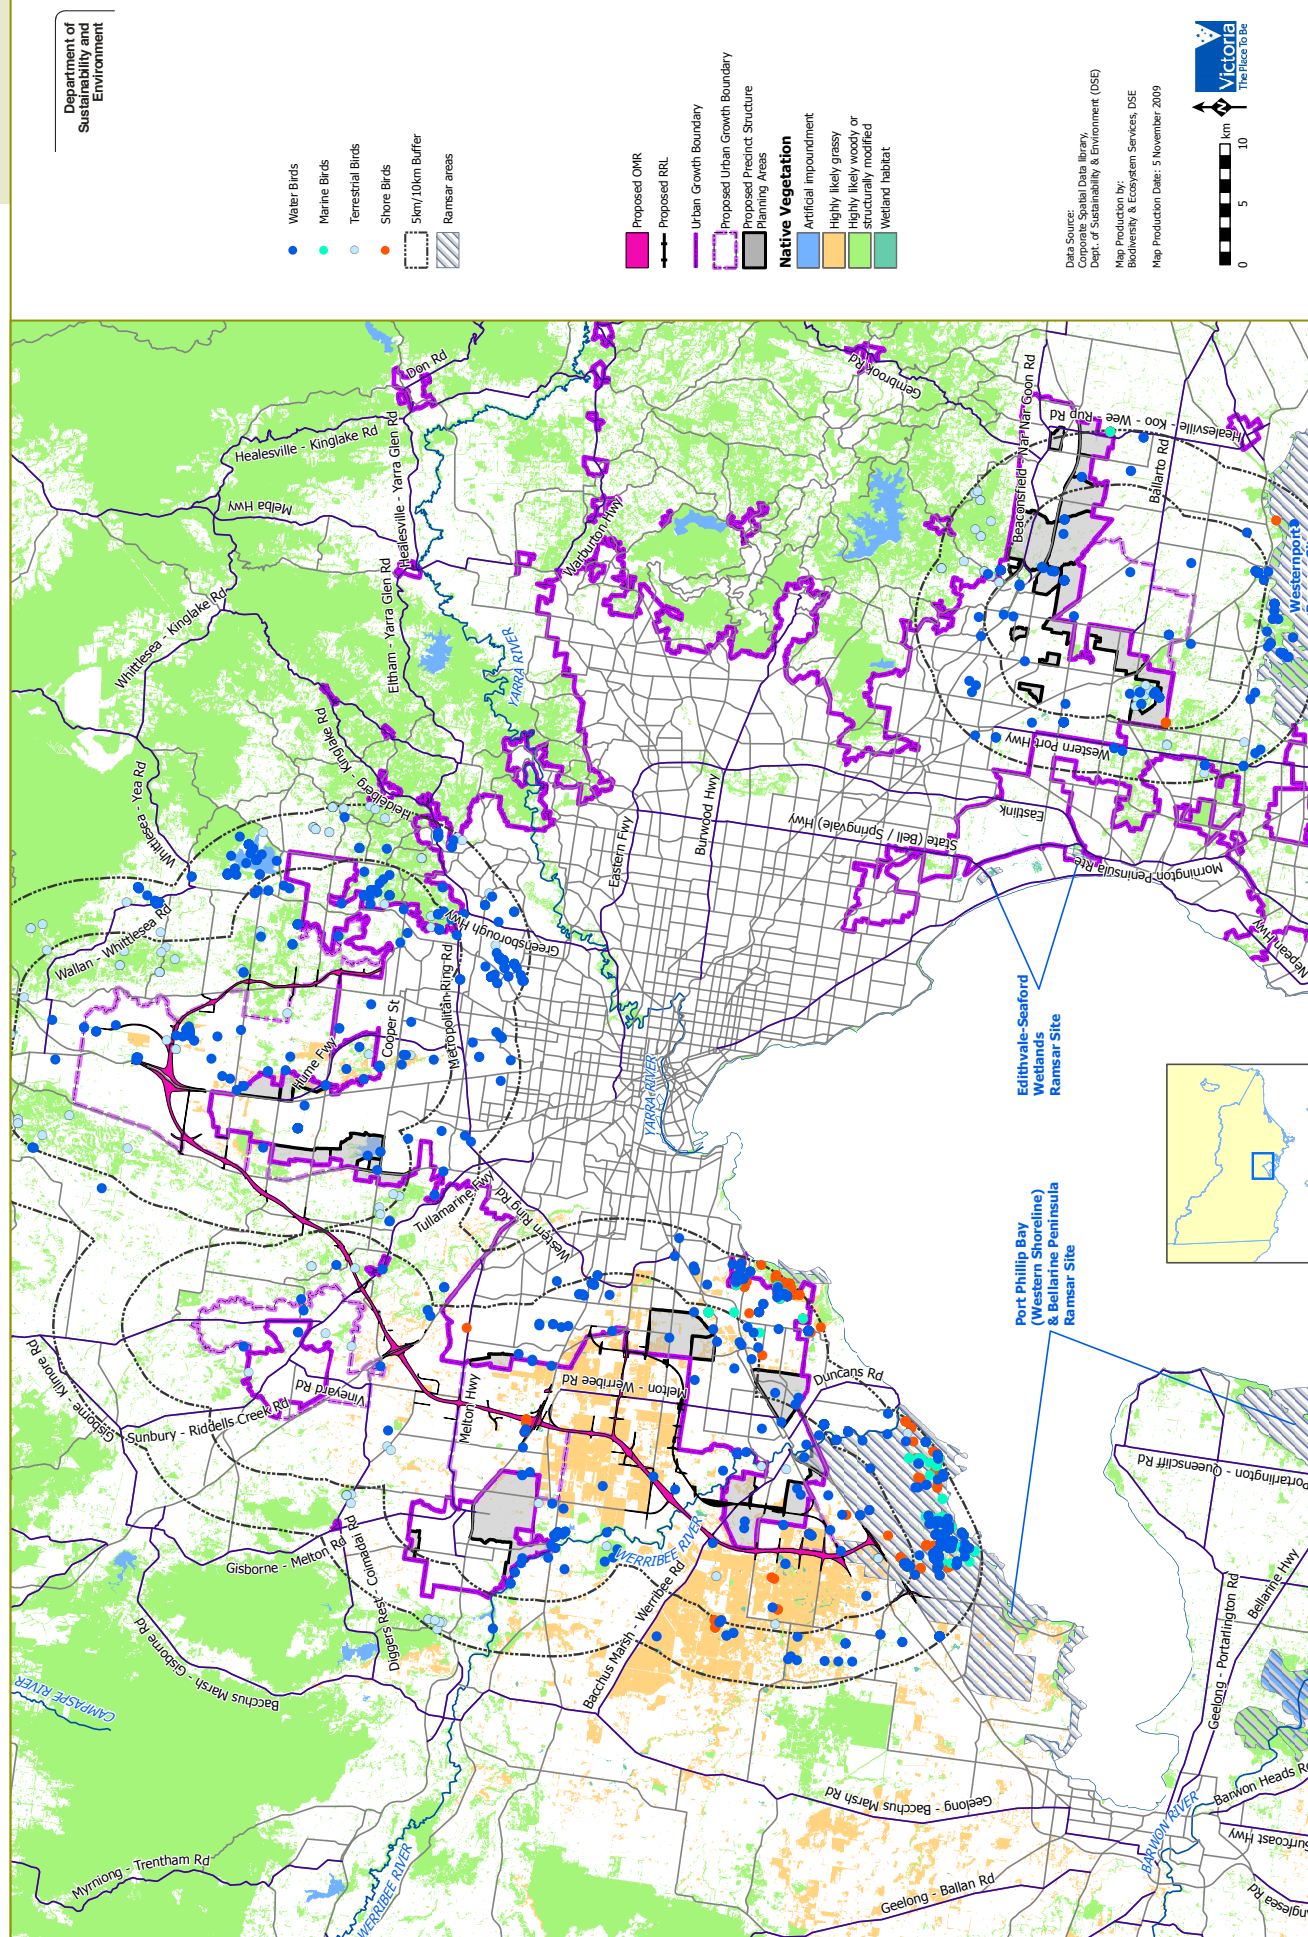 Department of
Sustainability and
Environment
Water Birds
Marine Birds
Terrestrial Birds
Shore Birds
5km/10km Buffer
Ramsar areas
Proposed OMR
Proposed RRL
Urban Growth Boundary
Proposed Urban Growth Boundary
Proposed Precinct Structure
Planning Areas
Native Vegetation
Artificial impoundment
Highly likely grassy
Highly likely woody or
structurally modified
Wetland habitat
Data Source:
Corporate Spatial Data library,
Dept. of Sustainability & Environment (DSE)
Map Production by:
Biodiversity & Ecosystem Services, DSE
Map Production Date: 5 November 2009
0
5
10
km
N
Victoria
The Place To Be
Don Rd
Healesville - Kinglake Rd
Melba Hwy
Healesville - Yarra Glen Rd
Eltham - Yarra Glen Rd
Whittlesea - Kinglake Rd
Whittlesea - Yea Rd
Heidelberg - Kinglake Rd
Wallan - Whittlesea Rd
YARRA RIVER
Warburton Hwy
Gembrook Rd
Beaconsfield - Nar Nar Goon Rd
Healesville - Koo - Wee - Rup Rd
Ballarto Rd
Westernport
Western Port Hwy
Eastlink
State (Bell / Springvale) Hwy
Burwood Hwy
Eastern Fwy
Mornington Peninsula Rte
Nepean Hwy
Greensborough Hwy
Metropolitan Ring Rd
Cooper St
Hume Fwy
YARRA RIVER
Edithvale-Seaford
Wetlands
Ramsar Site
Port Phillip Bay
(Western Shoreline)
& Bellarine Peninsula
Ramsar Site
Tullamarine Fwy
Western Ring Rd
Kilmore Rd
Gisborne
Sunbury - Riddells Creek Rd
Vineyard Rd
Melton Hwy
Melton - Werribee Rd
Duncans Rd
Gisborne - Melton Rd
Diggers Rest
Coimadai Rd
Bacchus Marsh - Gisborne Rd
Bacchus Marsh - Werribee Rd
WERRIBEE RIVER
CAMPASPE RIVER
Myrniong - Trentham Rd
WERRIBEE RIVER
Geelong - Bacchus Marsh Rd
Geelong - Ballan Rd
Portarlington - Queenscliff Rd
Geelong - Portarlington Rd
Bellarine Hwy
Barwon Heads Rd
BARWON RIVER
Surfcoast Hwy